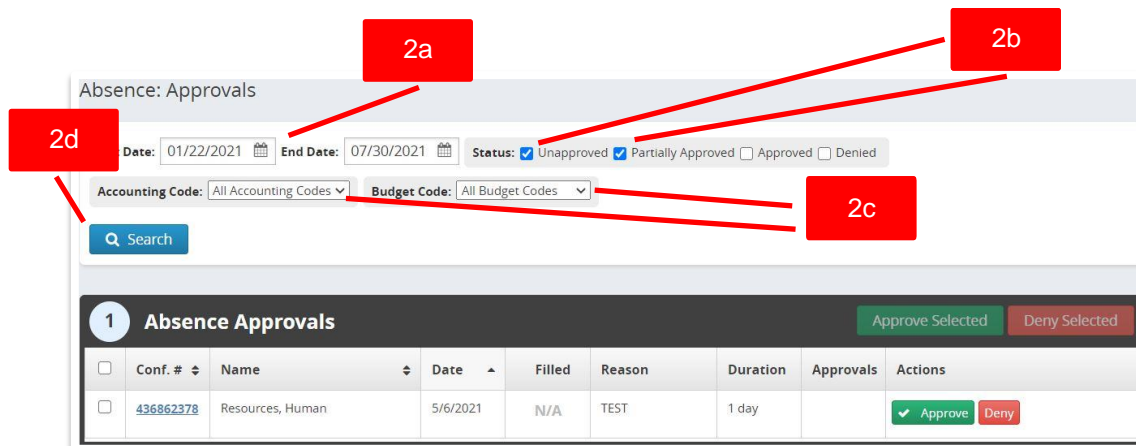 2a
2b
Absence: Approvals
2d
Date: 01/22/2021 End Date: 07/30/2021 Status: Unapproved Partially Approved Approved Denied
Accounting Code: All Accounting Codes Budget Code: All Budget Codes
2c
Search
1 Absence Approvals Approve Selected Deny Selected
Conf. # Name Date Filled Reason Duration Approvals Actions
436862378 Resources, Human 5/6/2021 N/A TEST 1 day Approve Deny